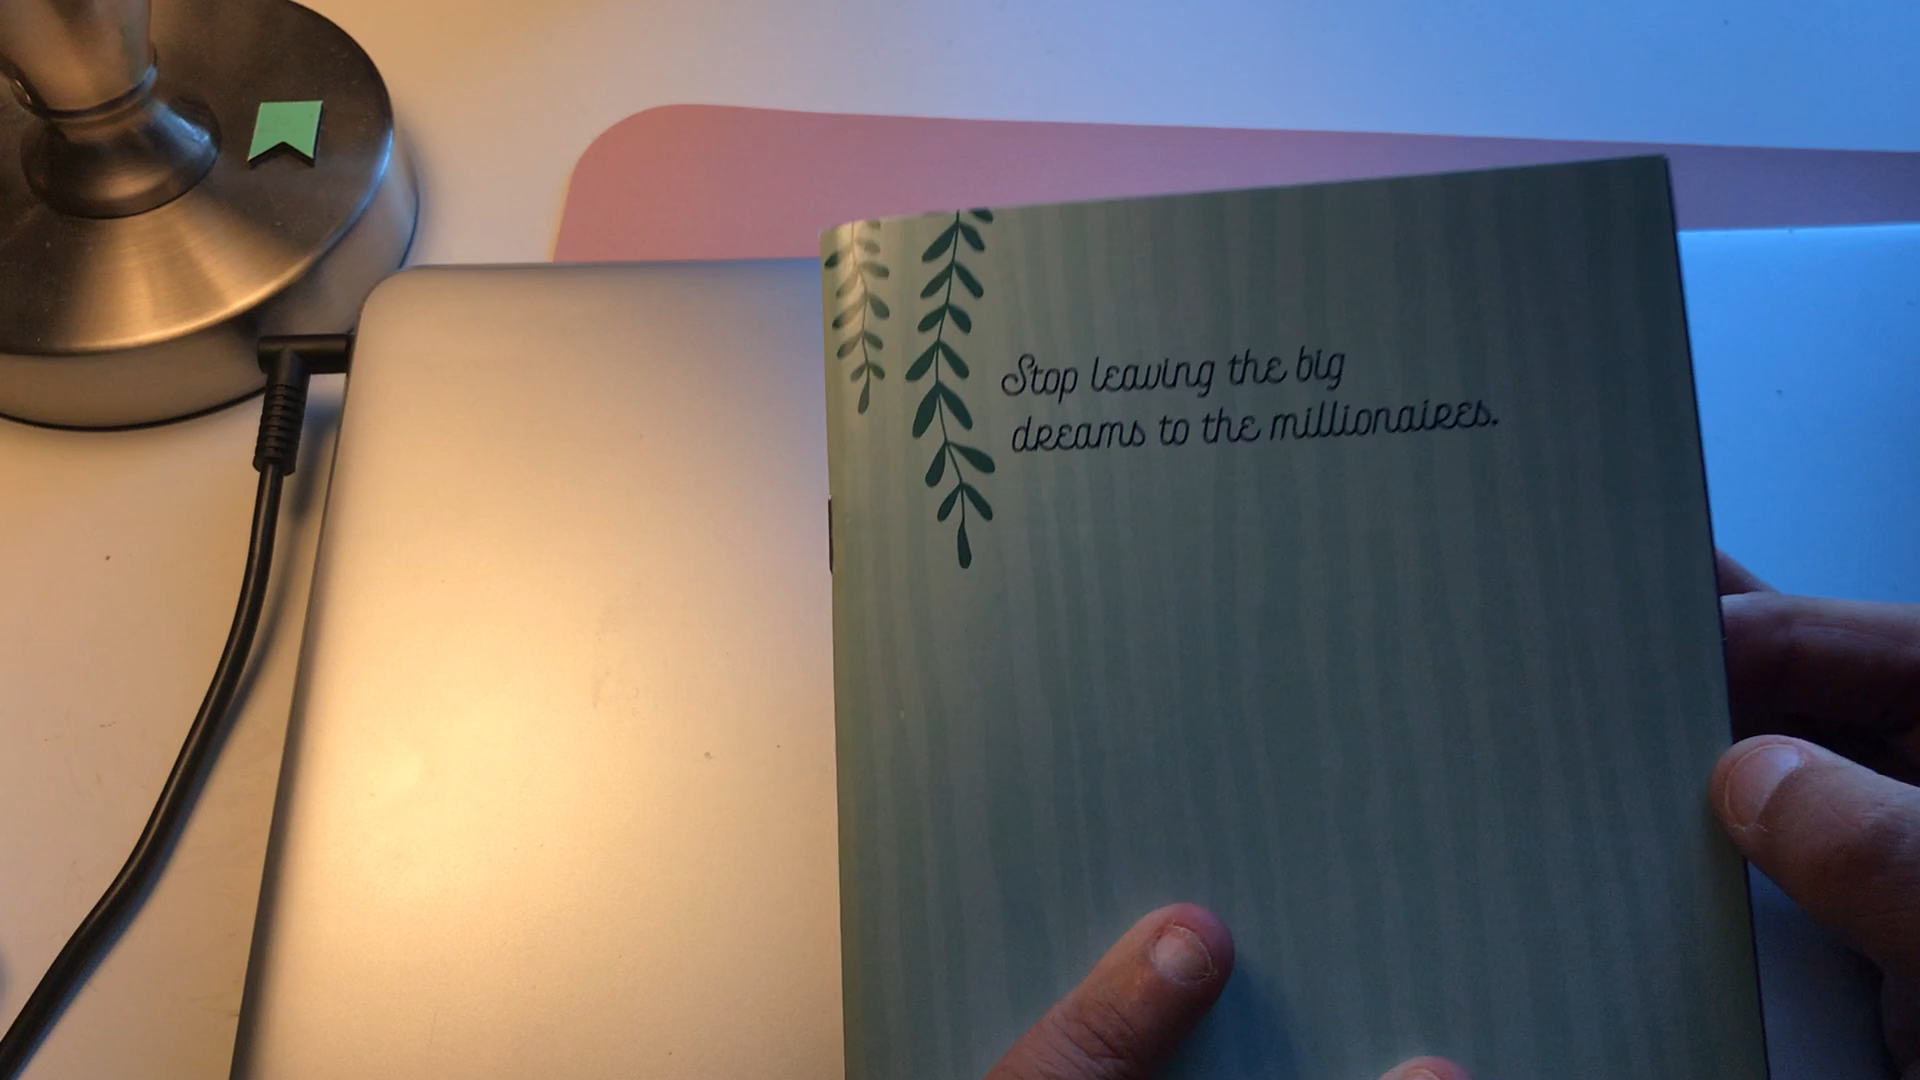 Stop leaving the big
dreams to the millionaires.